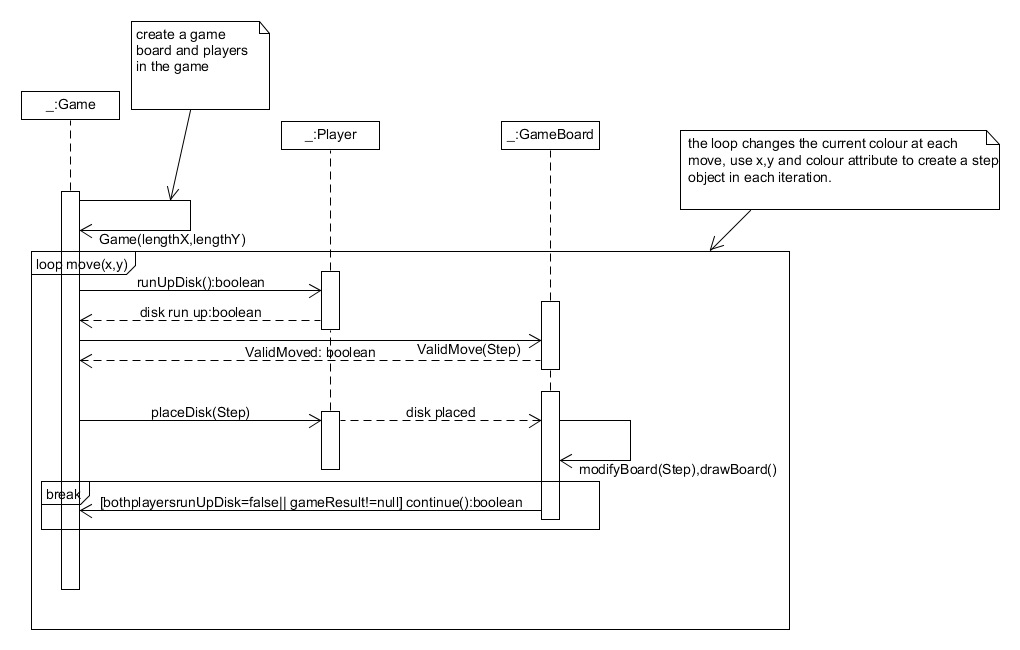 create a game
board and players
in the game
_:Game
_:Player
_:GameBoard
the loop changes the current colour at each
move, use x,y and colour attribute to create a step
object in each iteration.
Game(lengthX,lengthY)
loop move(x,y)
runUpDisk():boolean
disk run up:boolean
ValidMove(Step)
ValidMoved: boolean
placeDisk(Step)
disk placed
modifyBoard(Step),drawBoard()
break
[bothplayersrunUpDisk=false|| gameResult!=null] continue():boolean